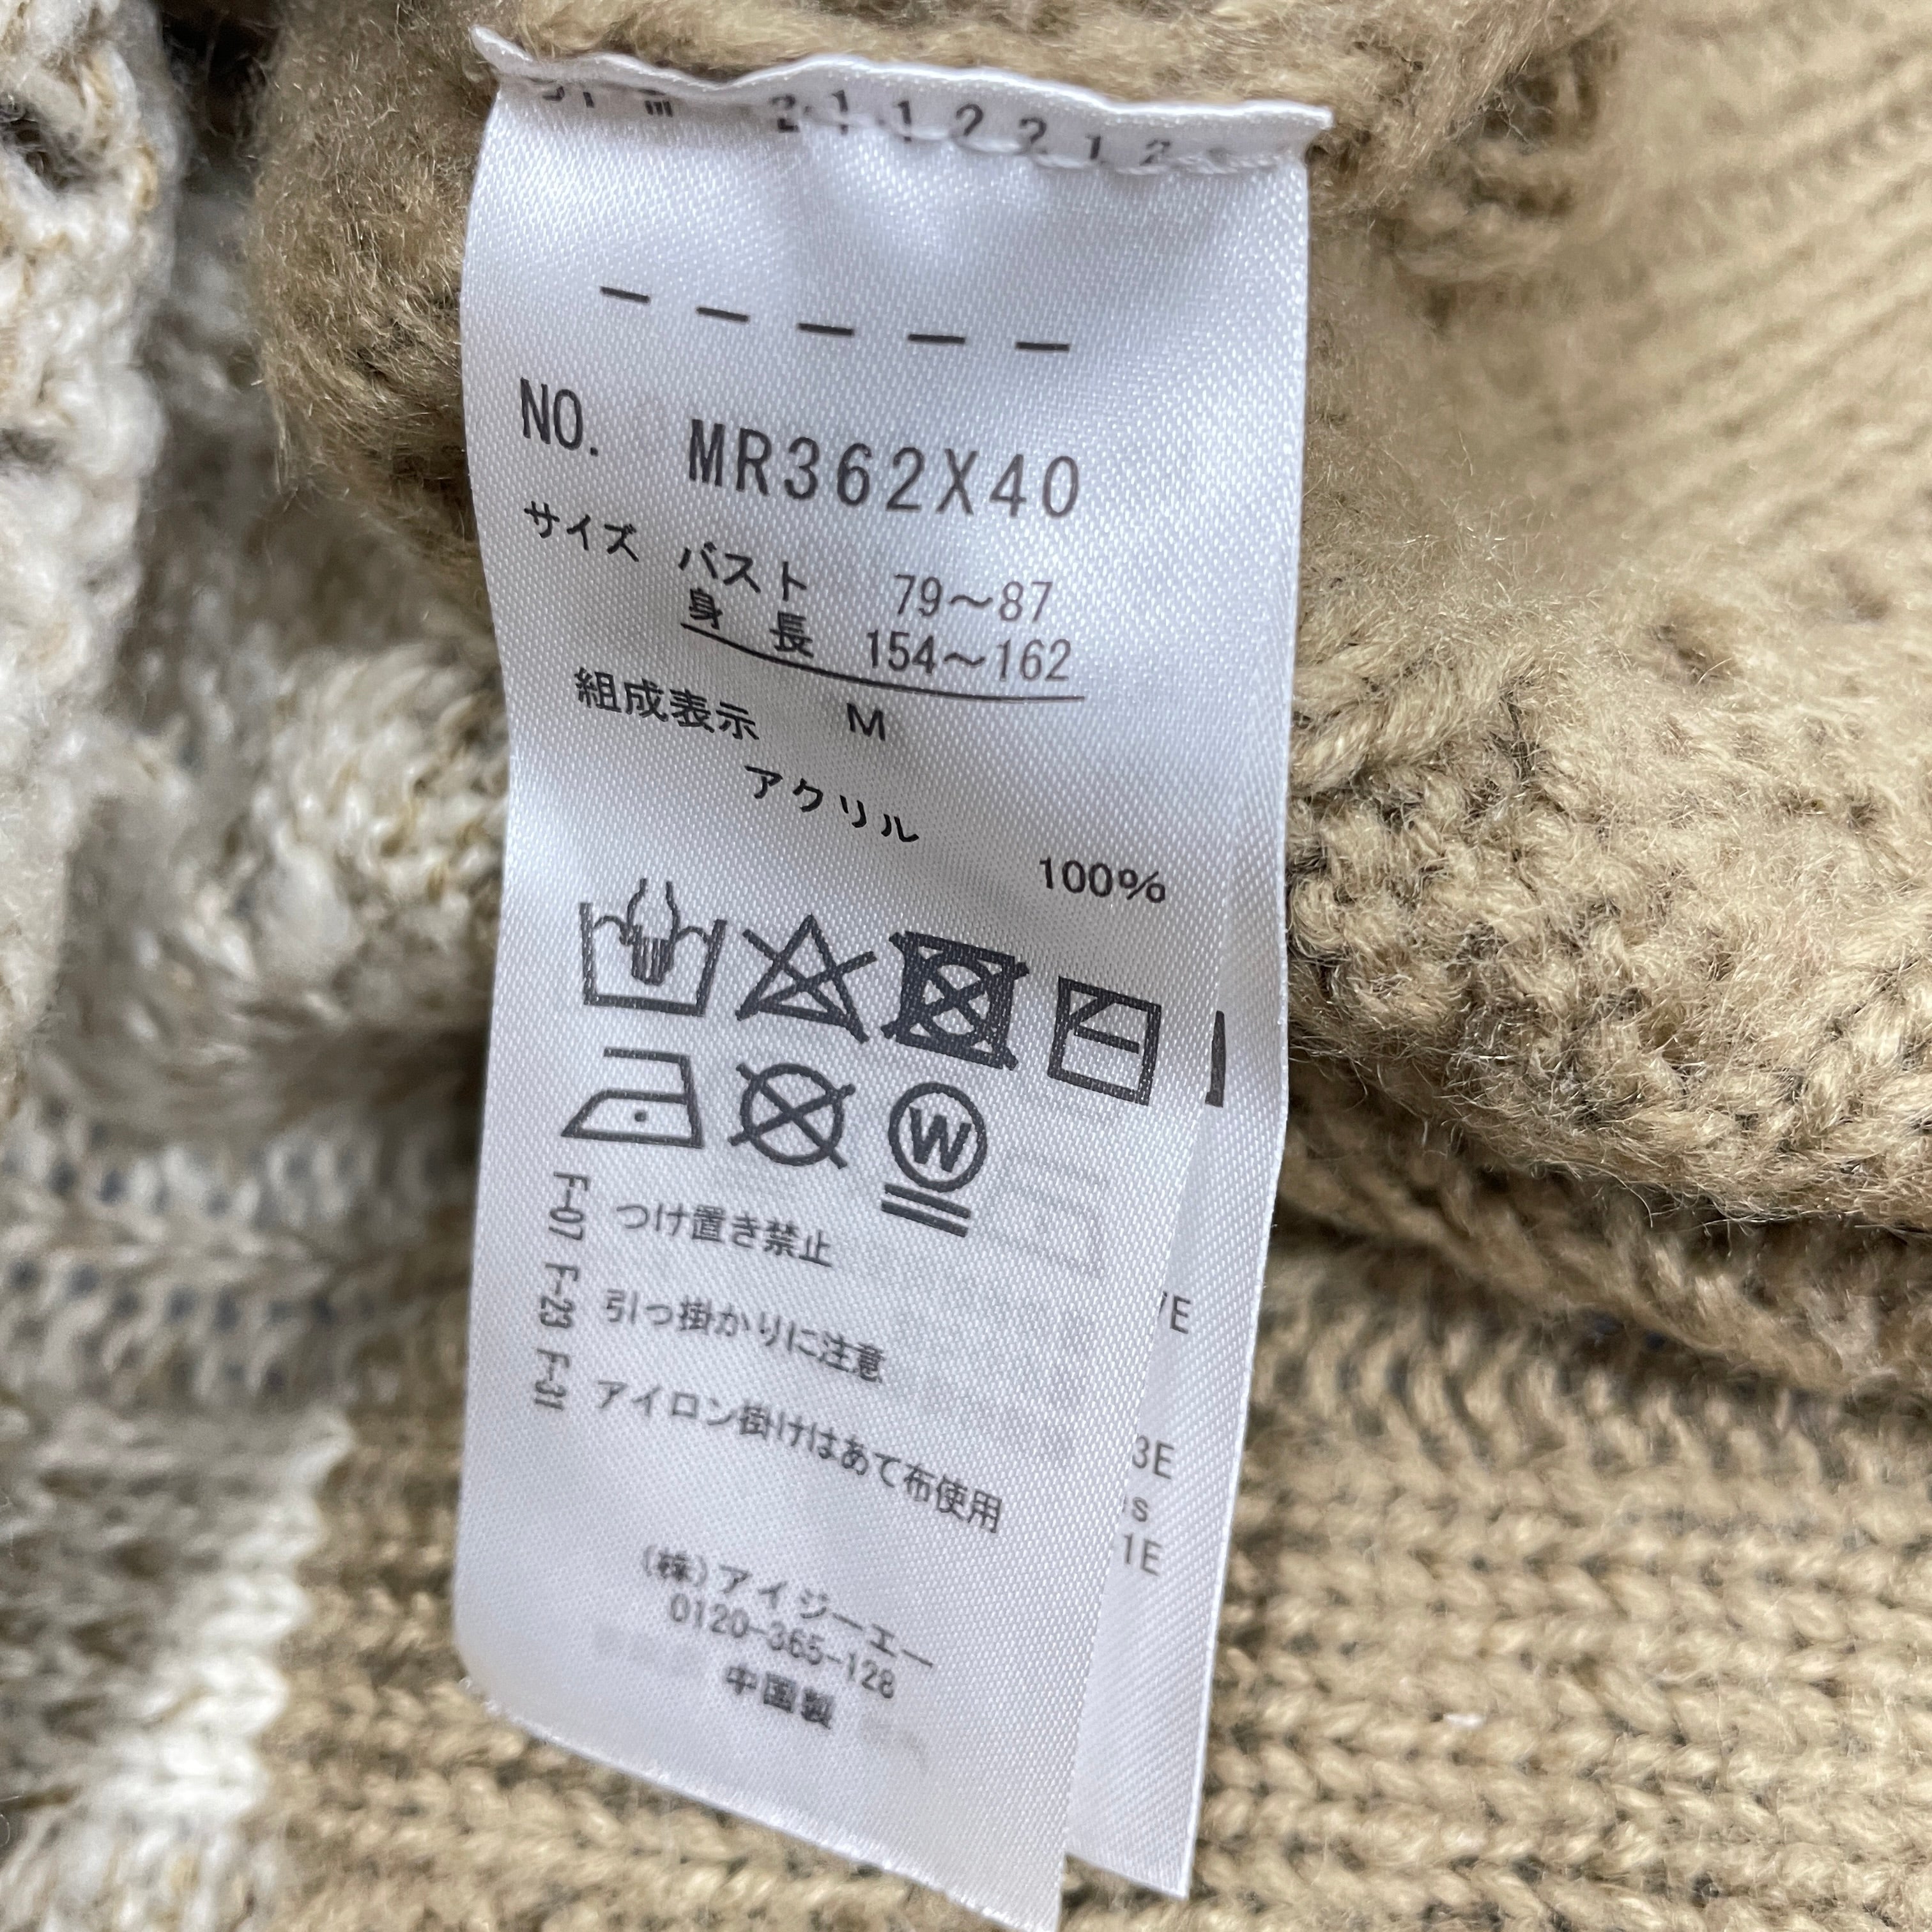 NO. MR362X40
サイズ バスト 79～87
身 長 154～162
M
組成表示
アクリル
100%
W
F-07 つけ置き禁止
F-23 引っ掛かりに注意
F-31 アイロン掛けはあて布使用
(株)アイジーエー
0120-365-128
中国製